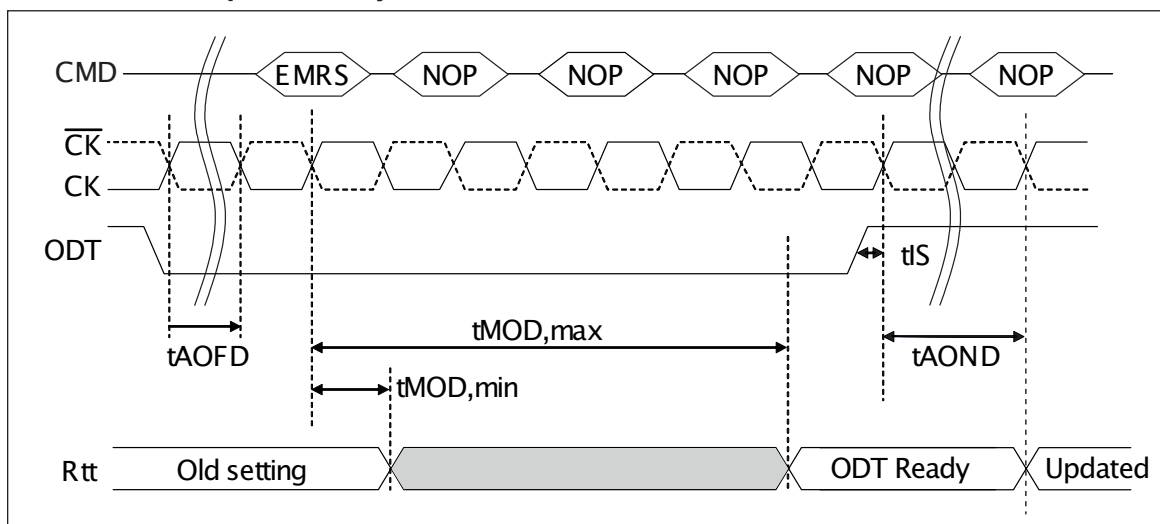 CMD EMRS NOP NOP NOP NOP NOP
CK
CK
ODT
tIS
tAOFD
tMOD,max
tAOND
tMOD,min
Rtt Old setting ODT Ready Updated